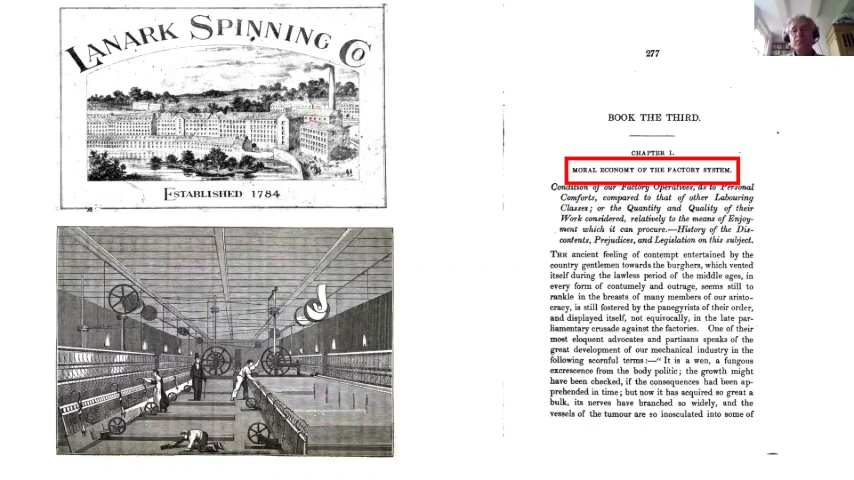 LANARK SPINNING CO
ESTABLISHED 1784
277
BOOK THE THIRD.
CHAPTER I.
MORAL ECONOMY OF THE FACTORY SYSTEM.
Condition of our Factory Operatives, as to Personal
Comforts, compared to that of other Labouring
Classes; or the Quantity and Quality of their
Work considered, relatively to the means of Enjoy-
ment which it can procure.—History of the Dis-
contents, Prejudices, and Legislation on this subject.
THE ancient feeling of contempt entertained by the
country gentlemen towards the burghers, which vented
itself during the lawless period of the middle ages, in
every form of contumely and outrage, seems still to
rankle in the breasts of many members of our aristo-
cracy, is still fostered by the panegyrists of their order,
and displayed itself, not equivocally, in the late par-
liamentary crusade against the factories. One of their
most eloquent advocates and partisans speaks of the
great development of our mechanical industry in the
following scornful terms:—“It is a wen, a fungous
excrescence from the body politic; the growth might
have been checked, if the consequences had been ap-
prehended in time; but now it has acquired so great a
bulk, its nerves have branched so widely, and the
vessels of the tumour are so inosculated into some of